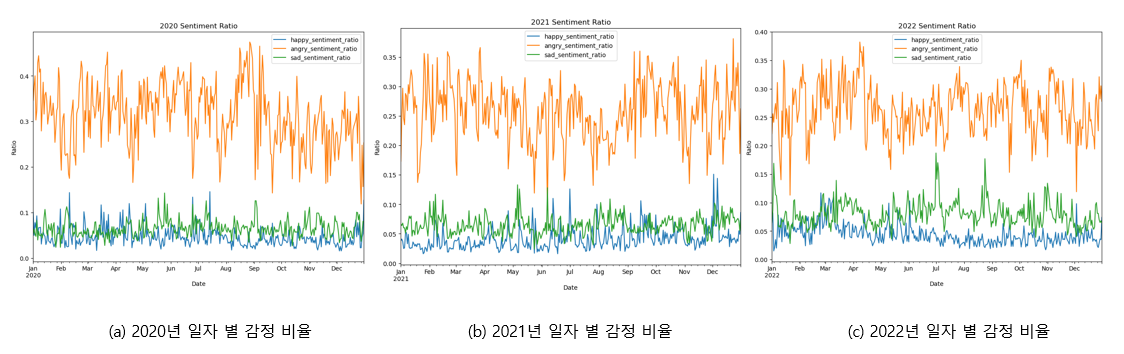 2020 Sentiment Ratio
happy_sentiment_ratio
angry_sentiment_ratio
sad_sentiment_ratio
0.4
0.3
0.2
0.1
0.0
Ratio
Jan Feb Mar Apr May Jun Jul Aug Sep Oct Nov Dec
2020
Date
(a) 2020년 일자 별 감정 비율
2021 Sentiment Ratio
happy_sentiment_ratio
angry_sentiment_ratio
sad_sentiment_ratio
0.35
0.30
0.25
0.20
0.15
0.10
0.05
0.00
Ratio
Jan Feb Mar Apr May Jun Jul Aug Sep Oct Nov Dec
2021
Date
(b) 2021년 일자 별 감정 비율
2022 Sentiment Ratio
happy_sentiment_ratio
angry_sentiment_ratio
sad_sentiment_ratio
0.40
0.35
0.30
0.25
0.20
0.15
0.10
0.05
0.00
Ratio
Jan Feb Mar Apr May Jun Jul Aug Sep Oct Nov Dec
2022
Date
(c) 2022년 일자 별 감정 비율